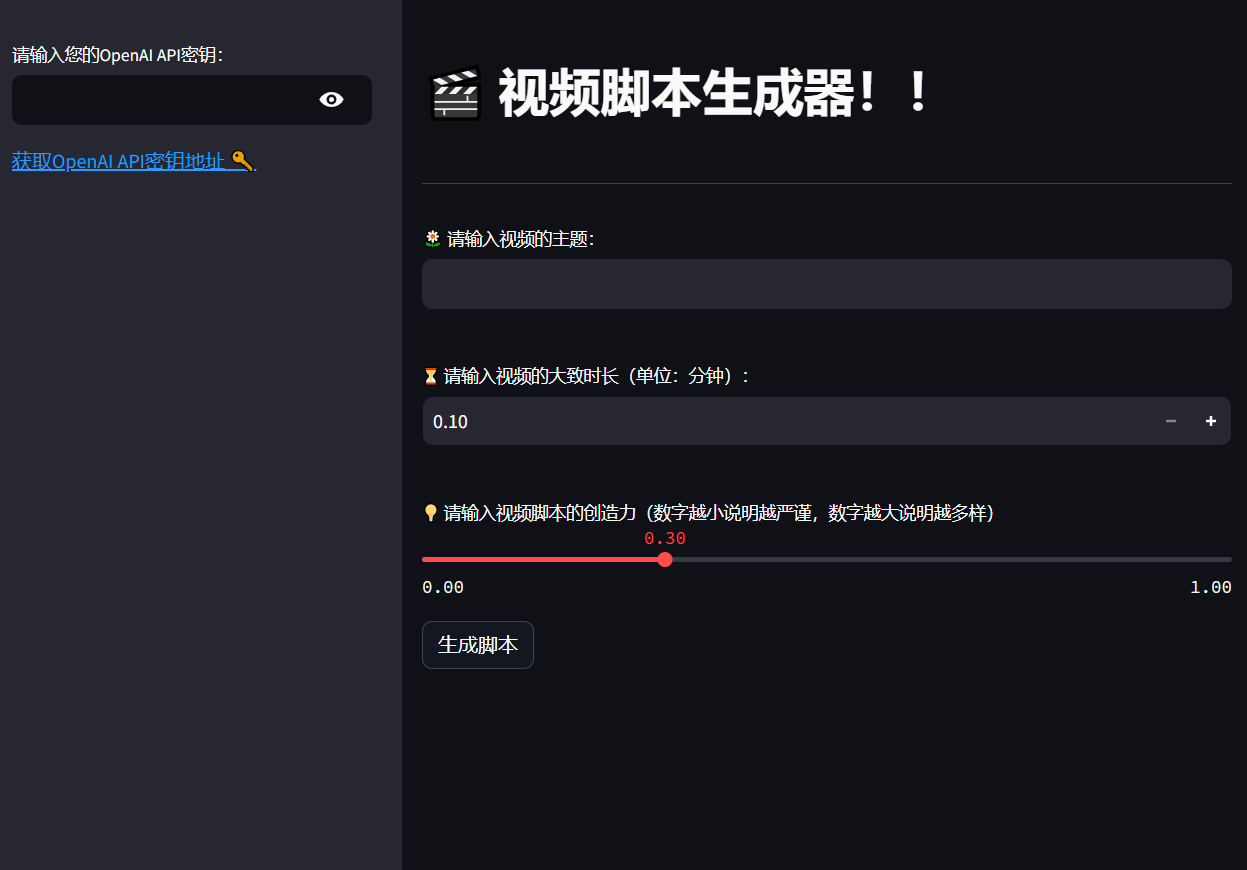 请输入您的OpenAI API密钥:
获取OpenAI API密钥地址 🔑
🎬 视频脚本生成器！！
🌼 请输入视频的主题：
⏳ 请输入视频的大致时长（单位：分钟）：
0.10
💡 请输入视频脚本的创造力（数字越小说明越严谨，数字越大说明越多样）
0.30
0.00 1.00
生成脚本